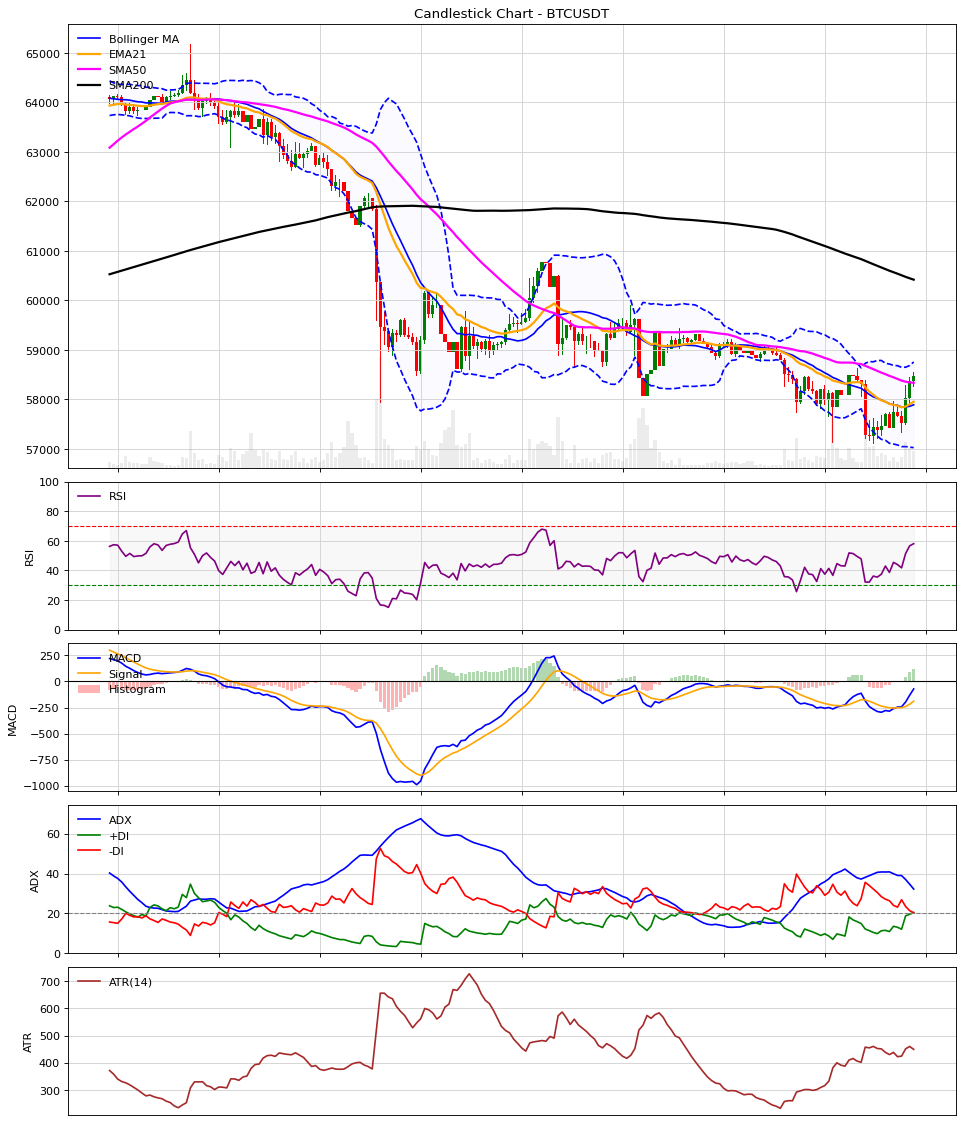 Candlestick Chart - BTCUSDT
Bollinger MA
EMA21
SMA50
SMA200
65000
64000
63000
62000
61000
60000
59000
58000
57000
RSI
100
80
60
40
20
0
RSI
MACD
Signal
Histogram
250
0
−250
−500
−750
−1000
MACD
ADX
+DI
-DI
60
40
20
0
ADX
ATR(14)
700
600
500
400
300
ATR